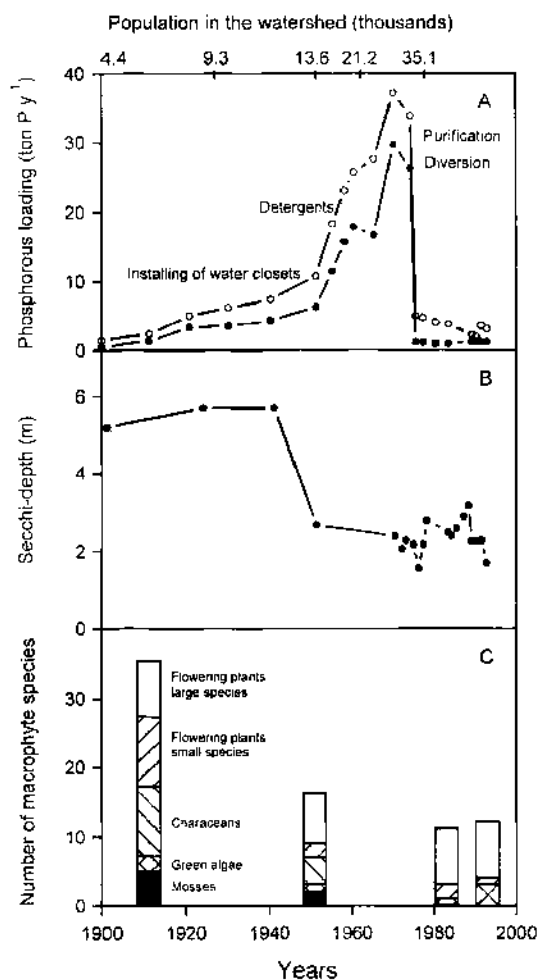 Population in the watershed (thousands)
4.4 9.3 13.6 21.2 35.1
40
30
20
10
0
Phosphorous loading (ton P y⁻¹)
A
Purification
Diversion
Detergents
Installing of water closets
B
6
4
2
0
Secchi-depth (m)
C
30
20
10
0
Number of macrophyte species
Flowering plants
large species
Flowering plants
small species
Characeans
Green algae
Mosses
1900 1920 1940 1960 1980 2000
Years